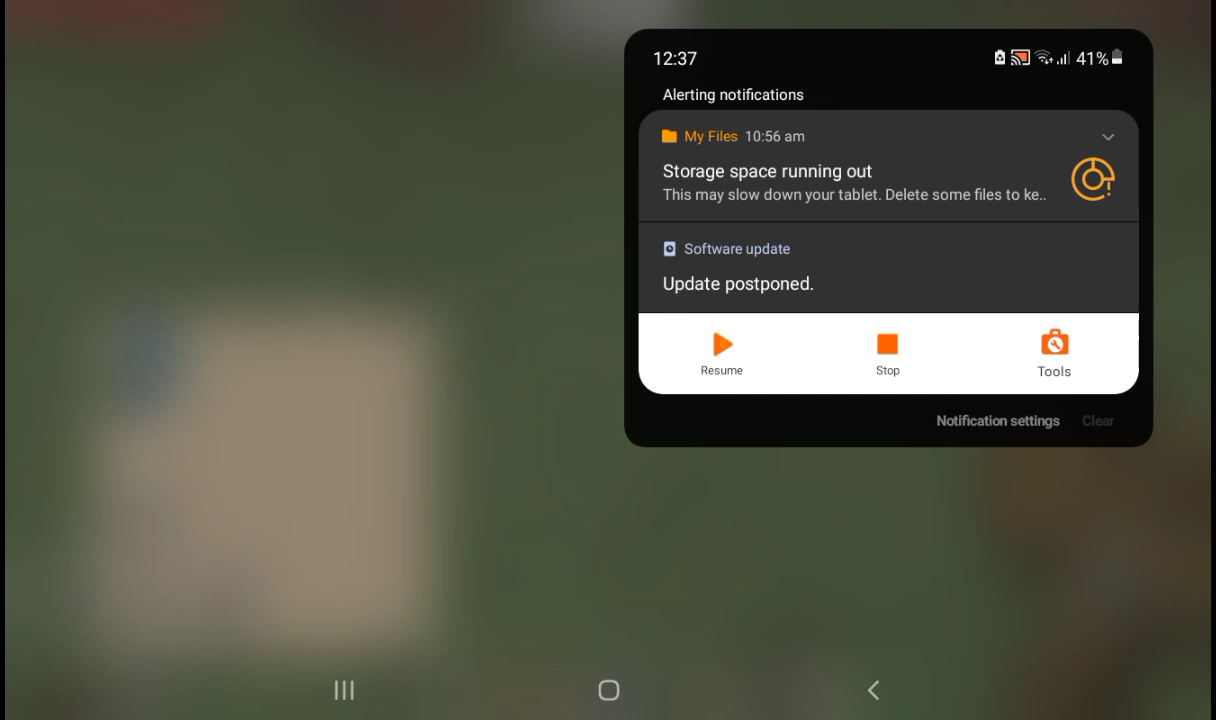 12:37 41%
Alerting notifications
My Files 10:56 am
Storage space running out
This may slow down your tablet. Delete some files to ke..
Software update
Update postponed.
Resume Stop Tools
Notification settings Clear